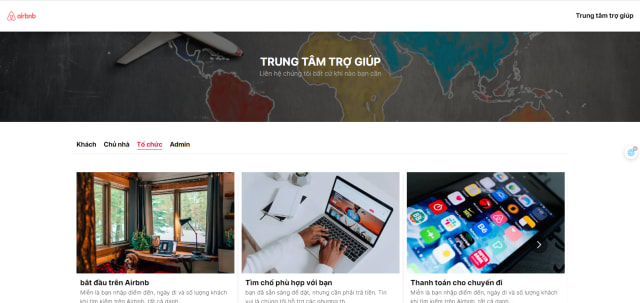 airbnb
Trung tâm trợ giúp
TRUNG TÂM TRỢ GIÚP
Liên hệ chúng tôi bất cứ khi nào bạn cần
Khách Chủ nhà Tổ chức Admin
bắt đầu trên Airbnb
Miễn là bạn nhập điểm đến, ngày đi và số lượng khách
khi tìm kiếm trên Airbnb, tất cả danh
Tìm chổ phù hợp với bạn
bạn đã sẵn sàng để đặt, nhưng cần phải trả tiền. Tin
vui là chúng tôi hỗ trợ các phương th
Thanh toán cho chuyến đi
Miễn là bạn nhập điểm đến, ngày đi và số lượng khách
khi tìm kiếm trên Airbnb, tất cả danh